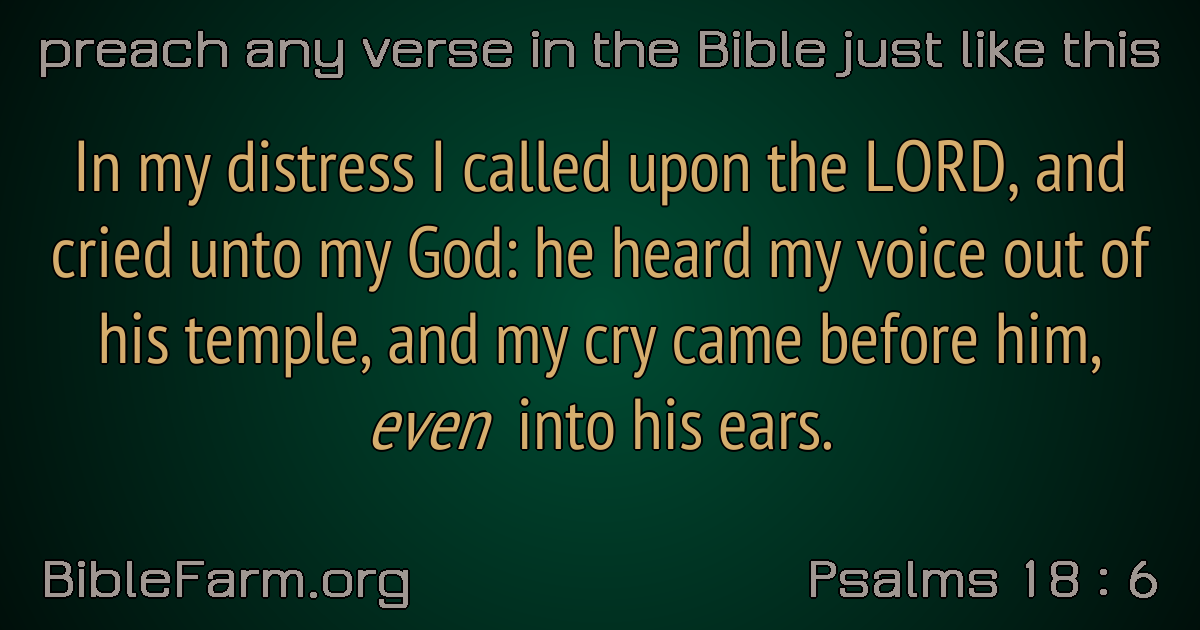 preach any verse in the Bible just like this
In my distress I called upon the LORD, and
cried unto my God: he heard my voice out of
his temple, and my cry came before him,
even into his ears.
BibleFarm.org
Psalms 18 : 6